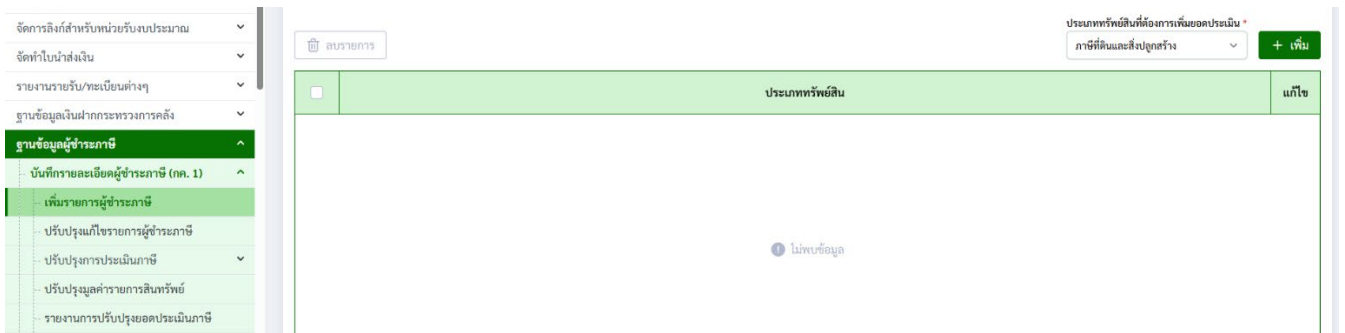 จัดการลิงก์สำหรับหน่วยรับงบประมาณ
จัดทำใบนำส่งเงิน
รายงานรายรับ/ทะเบียนต่างๆ
ฐานข้อมูลเงินฝากกระทรวงการคลัง
ฐานข้อมูลผู้ชำระภาษี
บันทึกรายละเอียดผู้ชำระภาษี (กค. 1)
เพิ่มรายการผู้ชำระภาษี
ปรับปรุงแก้ไขรายการผู้ชำระภาษี
ปรับปรุงการประเมินภาษี
ปรับปรุงมูลค่ารายการสินทรัพย์
รายงานการปรับปรุงยอดประเมินภาษี
ประเภททรัพย์สินที่ต้องการเพิ่มยอดประเมิน *
ลบรายการ
ภาษีที่ดินและสิ่งปลูกสร้าง
+ เพิ่ม
ประเภททรัพย์สิน
แก้ไข
ไม่พบข้อมูล